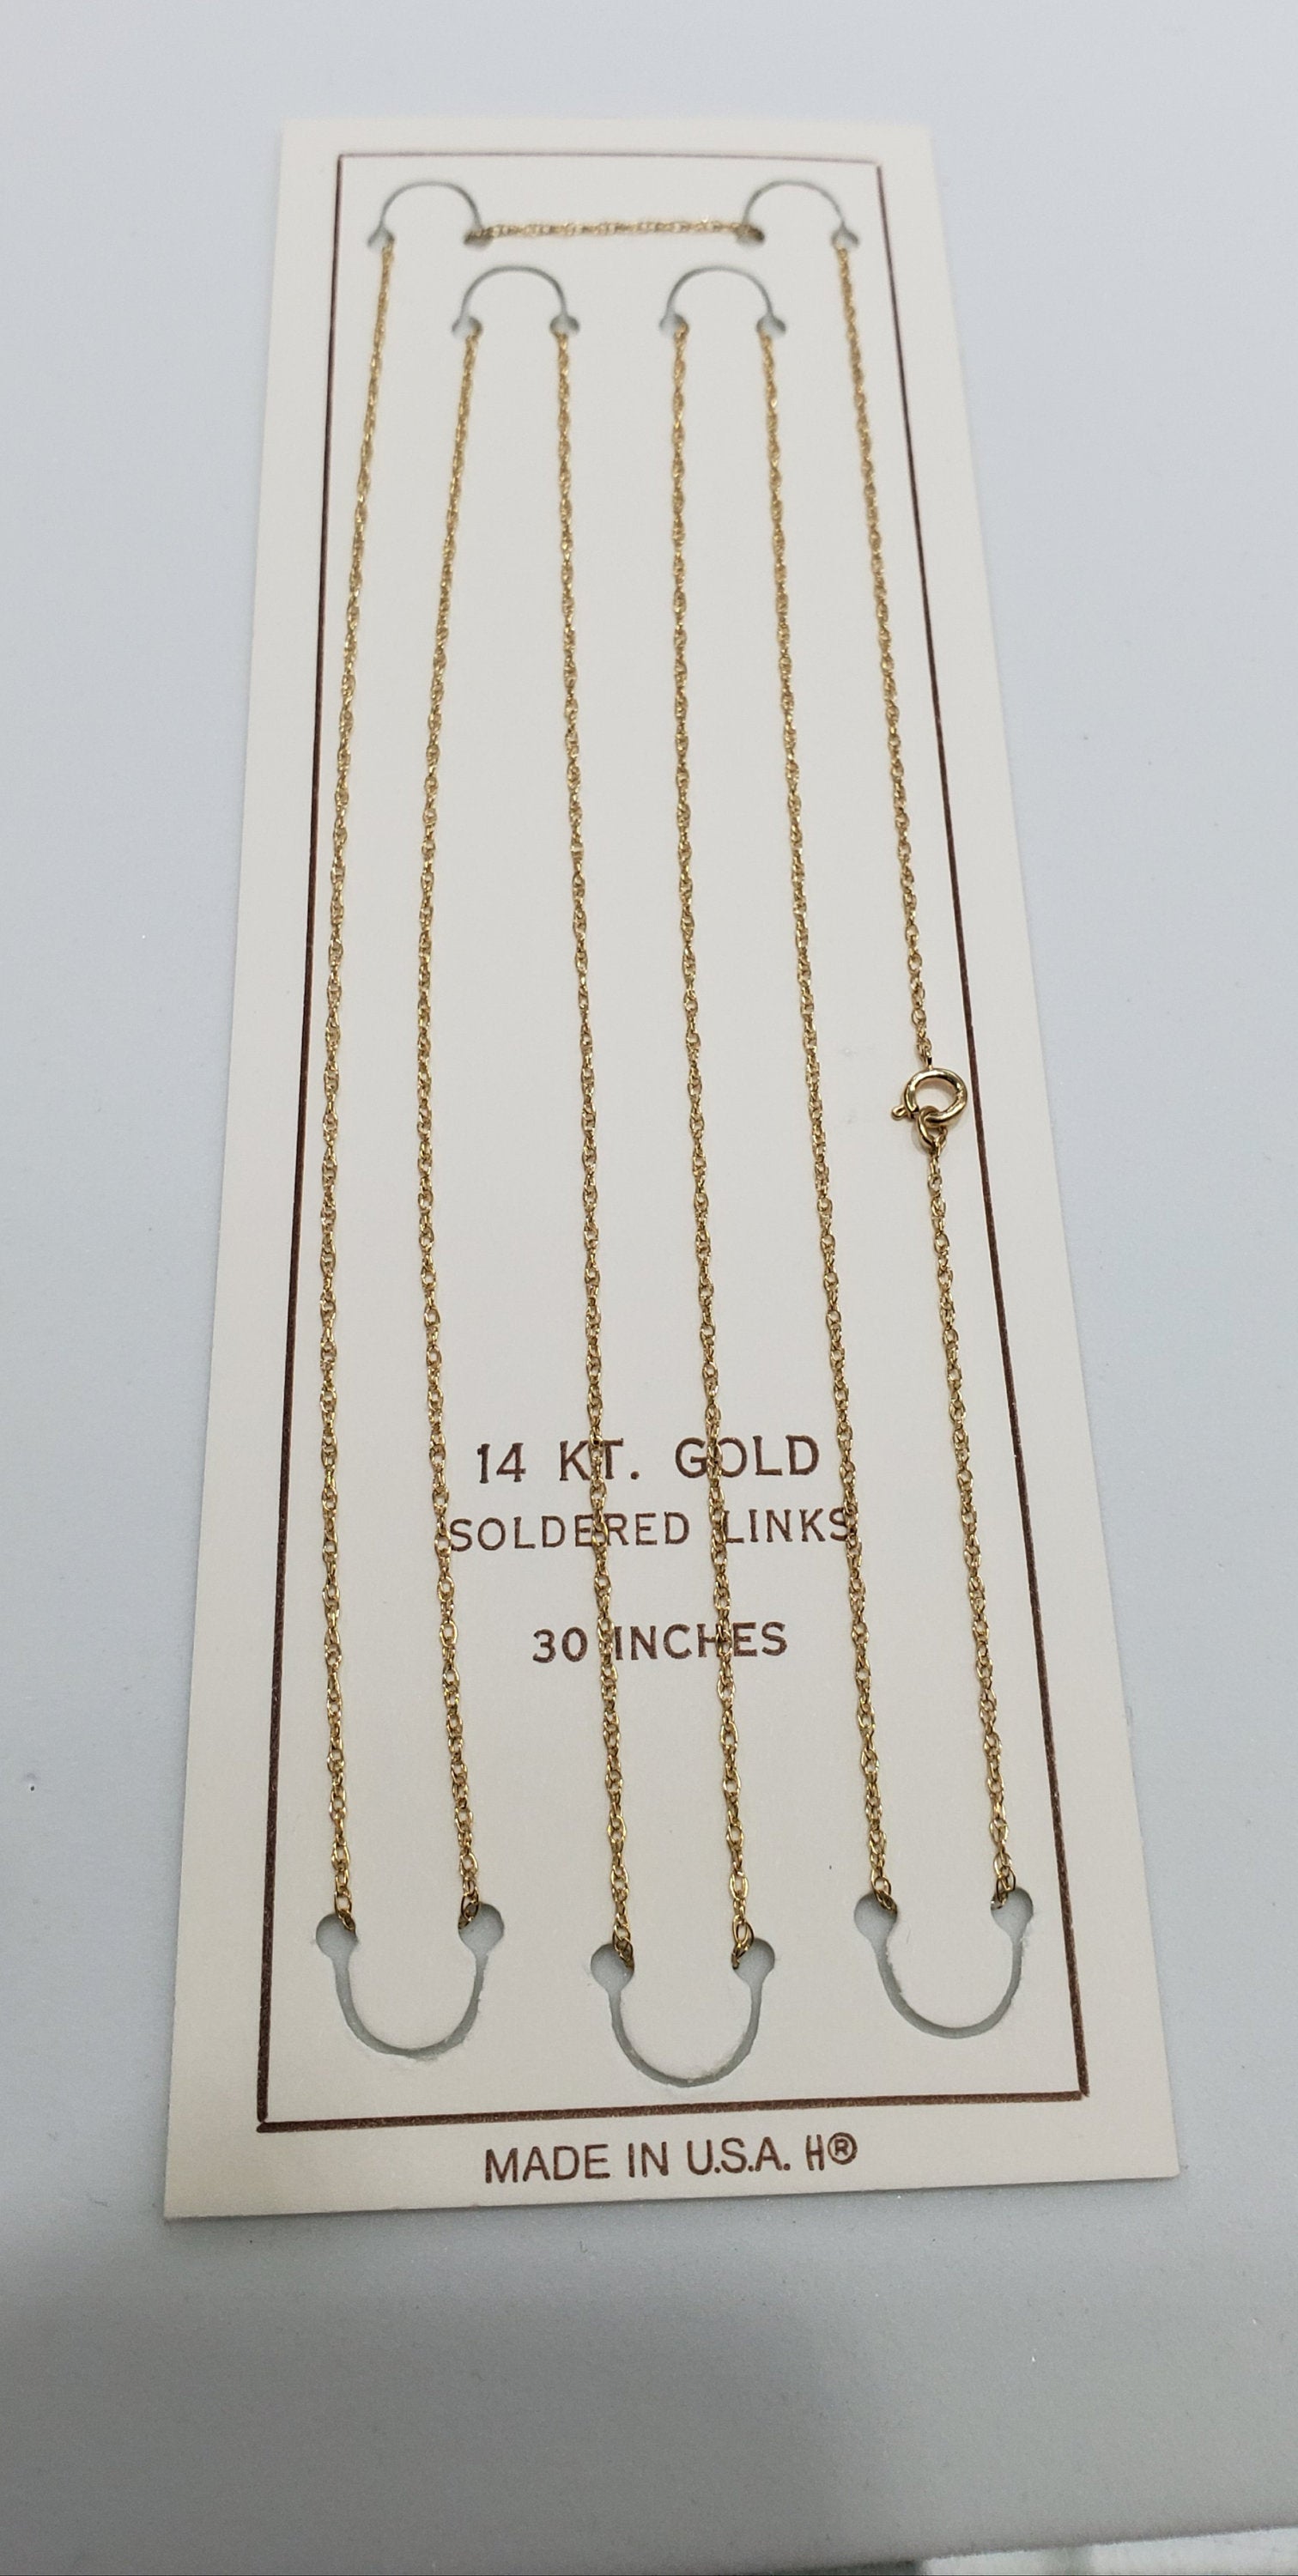 14 KT. GOLD
SOLDERED LINKS
30 INCHES
MADE IN U.S.A. H®